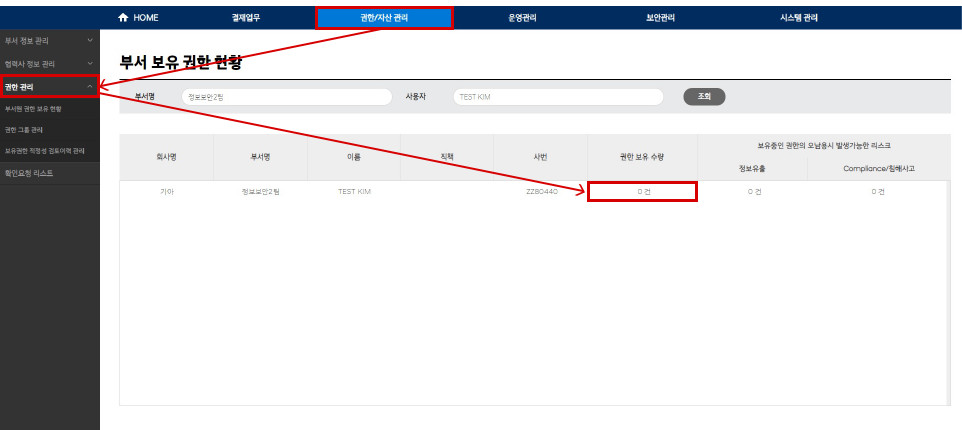 HOME 결재업무 권한/자산 관리 운영관리 보안관리 시스템 관리
부서 정보 관리
협력사 정보 관리
권한 관리
부서원 권한 보유 현황
권한 그룹 관리
보유권한 적정성 검토이력 관리
확인요청 리스트
부서 보유 권한 현황
부서명 정보보안2팀 사용자 TEST KIM 조회
회사명 부서명 이름 직책 사번 권한 보유 수량 보유중인 권한의 오남용시 발생가능한 리스크
정보유출 Compliance/침해사고
기아 정보보안2팀 TEST KIM ZZ80440 0 건 0 건 0 건